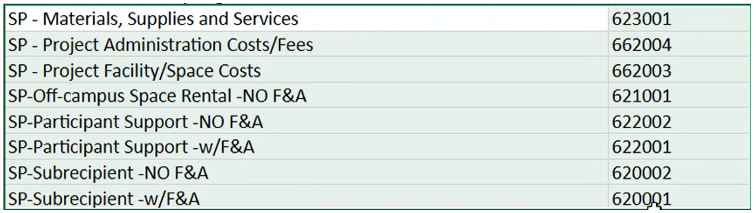 SP - Materials, Supplies and Services 623001
SP - Project Administration Costs/Fees 662004
SP - Project Facility/Space Costs 662003
SP-Off-campus Space Rental -NO F&A 621001
SP-Participant Support -NO F&A 622002
SP-Participant Support -w/F&A 622001
SP-Subrecipient -NO F&A 620002
SP-Subrecipient -w/F&A 620001